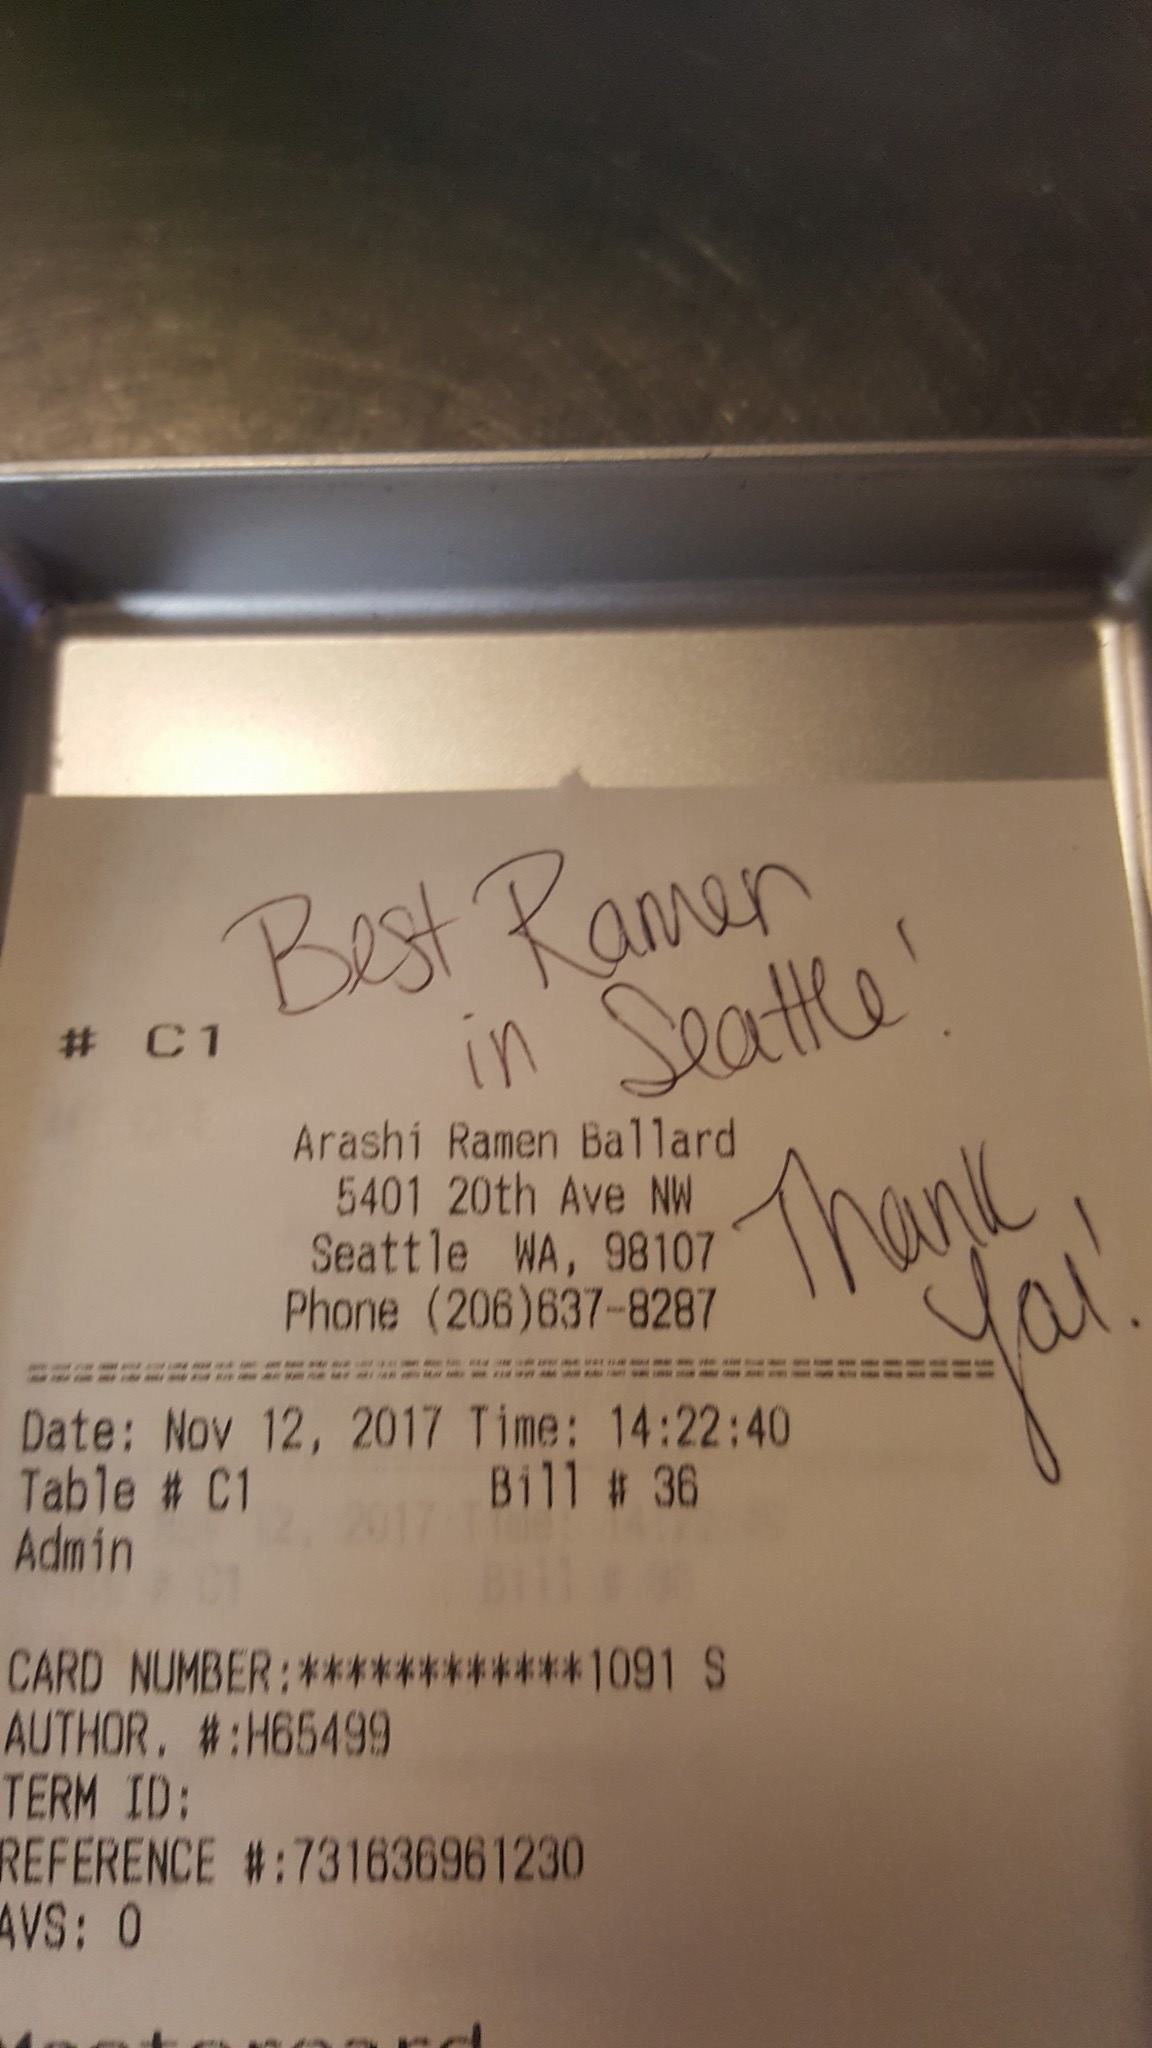 Best Ramen
in Seattle!
# C1
Arashi Ramen Ballard
5401 20th Ave NW
Seattle WA, 98107
Phone (206)637-8287
Thank
You!
================================================
Date: Nov 12, 2017 Time: 14:22:40
Table # C1 Bill # 36
Admin
CARD NUMBER:************1091 S
AUTHOR. #:H65499
TERM ID:
REFERENCE #:731636961230
AVS: 0
Mastercard